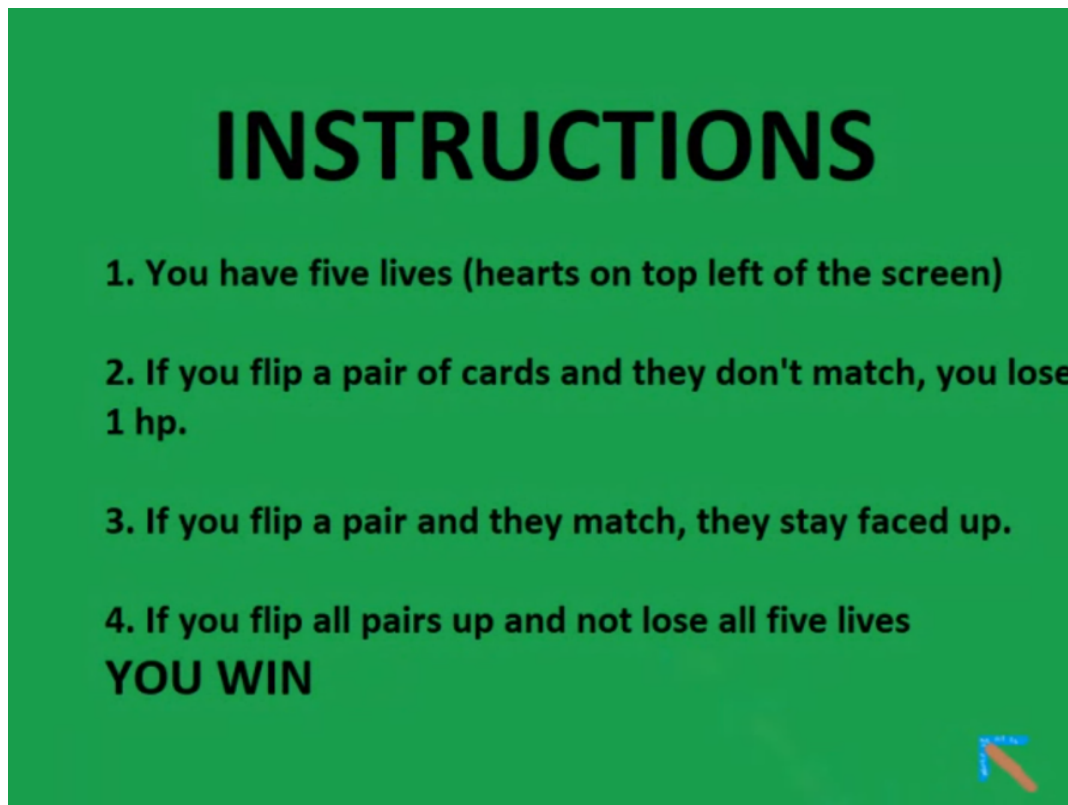 INSTRUCTIONS
1. You have five lives (hearts on top left of the screen)
2. If you flip a pair of cards and they don't match, you lose
1 hp.
3. If you flip a pair and they match, they stay faced up.
4. If you flip all pairs up and not lose all five lives
YOU WIN